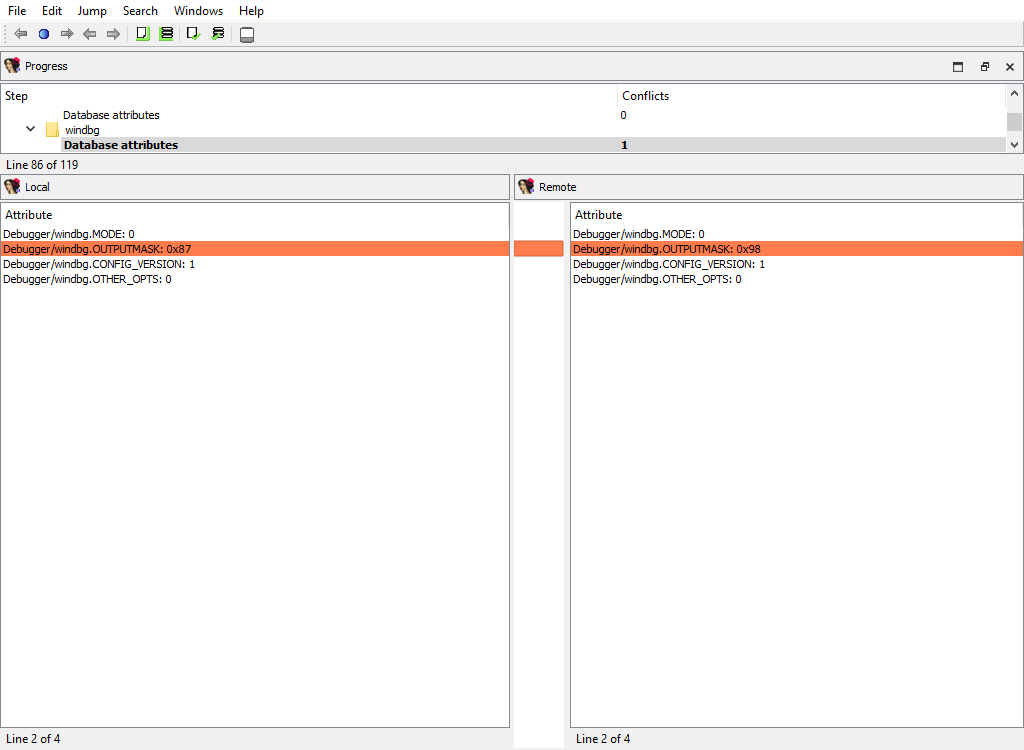 File Edit Jump Search Windows Help
Progress
Step Conflicts
Database attributes 0
windbg
Database attributes 1
Line 86 of 119
Local Remote
Attribute Attribute
Debugger/windbg.MODE: 0 Debugger/windbg.MODE: 0
Debugger/windbg.OUTPUTMASK: 0x87 Debugger/windbg.OUTPUTMASK: 0x98
Debugger/windbg.CONFIG_VERSION: 1 Debugger/windbg.CONFIG_VERSION: 1
Debugger/windbg.OTHER_OPTS: 0 Debugger/windbg.OTHER_OPTS: 0
Line 2 of 4 Line 2 of 4